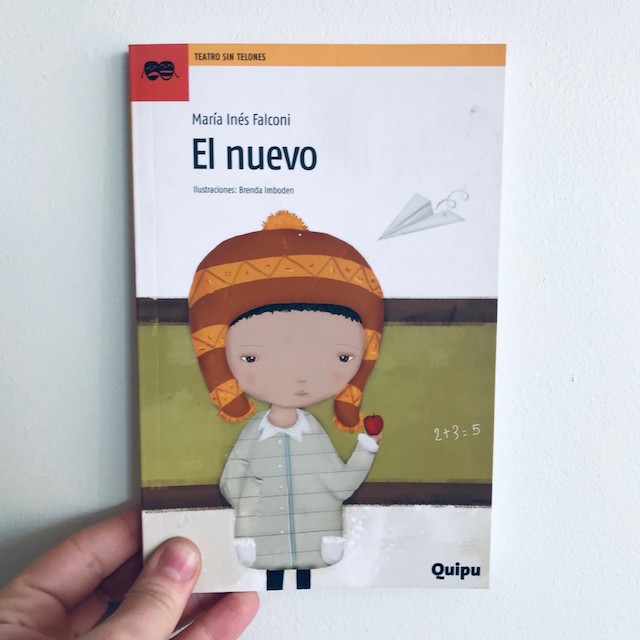 TEATRO SIN TELONES
María Inés Falconi
El nuevo
Ilustraciones: Brenda Imboden
2+3=5
Quipu